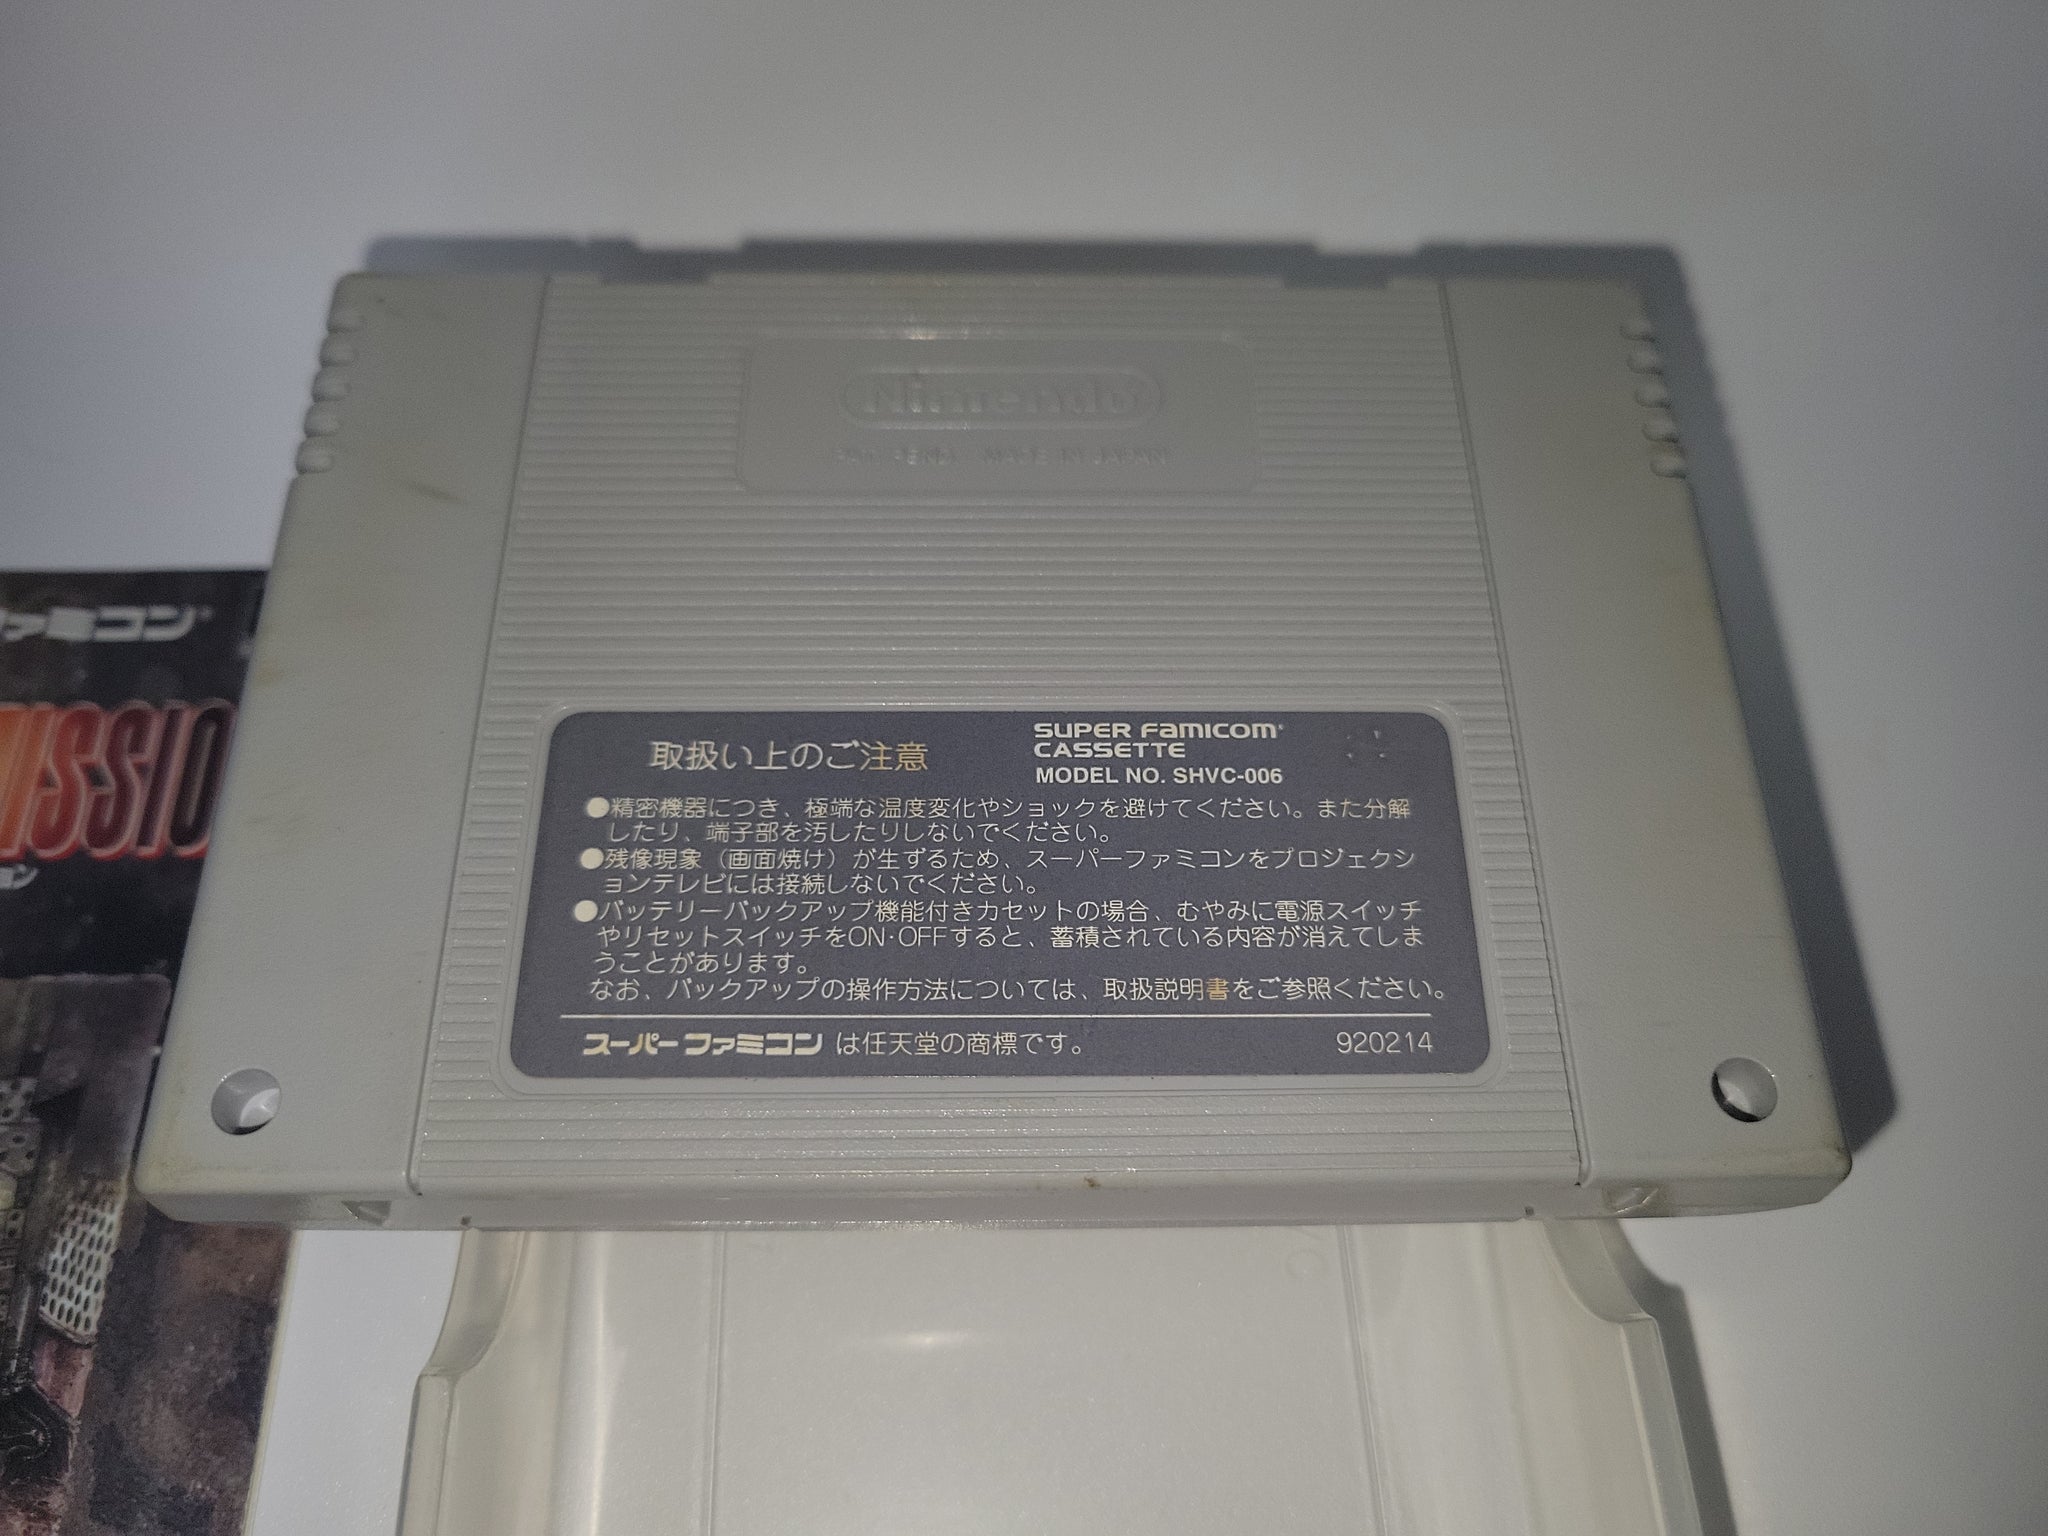 Nintendo
PAT. PEND. MADE IN JAPAN
ァミコン
ISSIO
ミコン
取扱い上のご注意
SUPER FAMICOM
CASSETTE
MODEL NO. SHVC-006
●精密機器につき、極端な温度変化やショックを避けてください。また分解
したり、端子部を汚したりしないでください。
●残像現象（画面焼け）が生ずるため、スーパーファミコンをプロジェクシ
ョンテレビには接続しないでください。
●バッテリーバックアップ機能付きカセットの場合、むやみに電源スイッチ
やリセットスイッチをON·OFFすると、蓄積されている内容が消えてしま
うことがあります。
なお、バックアップの操作方法については、取扱説明書をご参照ください。
スーパーファミコン は任天堂の商標です。 920214